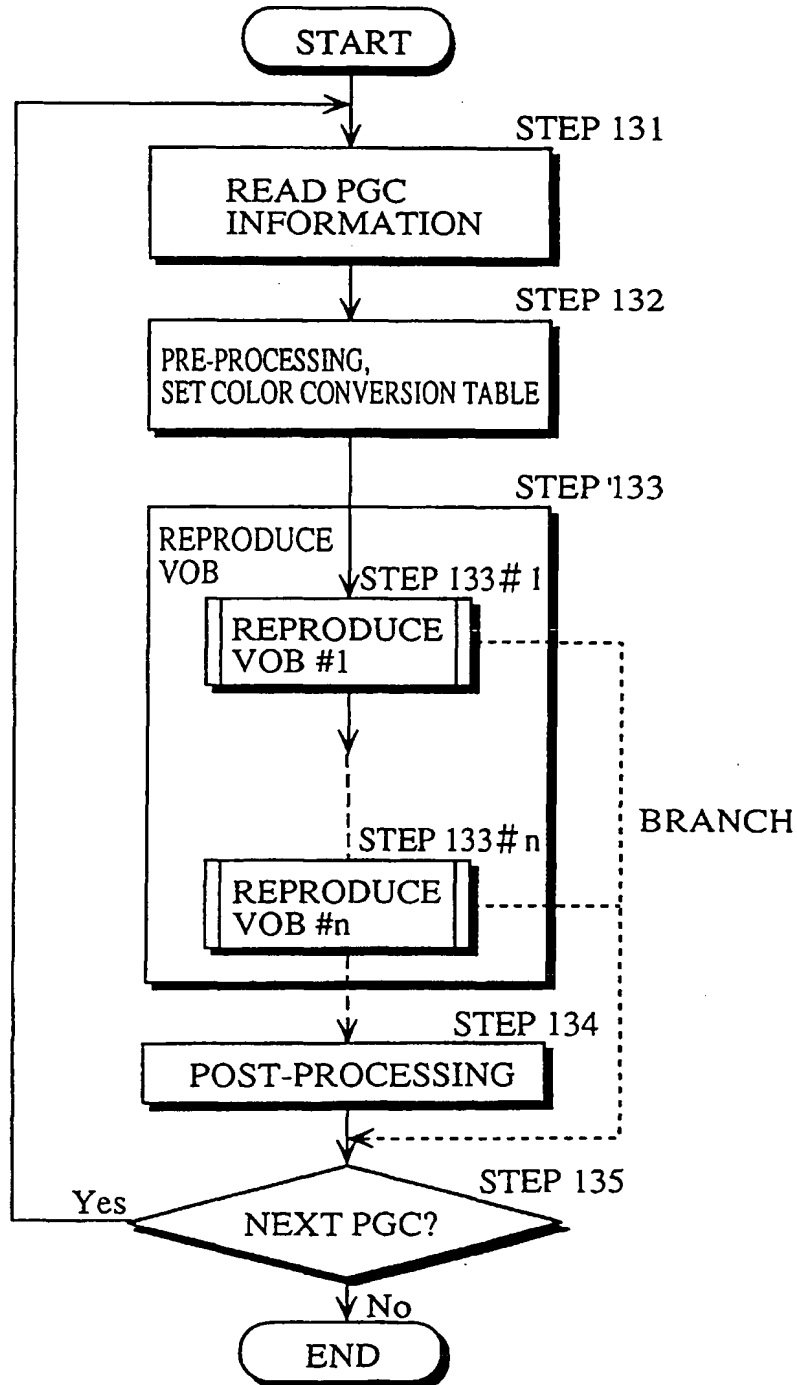 START
STEP 131
READ PGC
INFORMATION
STEP 132
PRE-PROCESSING,
SET COLOR CONVERSION TABLE
STEP '133
REPRODUCE
VOB
STEP 133#1
REPRODUCE
VOB #1
BRANCH
STEP 133#n
REPRODUCE
VOB #n
STEP 134
POST-PROCESSING
STEP 135
Yes
NEXT PGC?
No
END